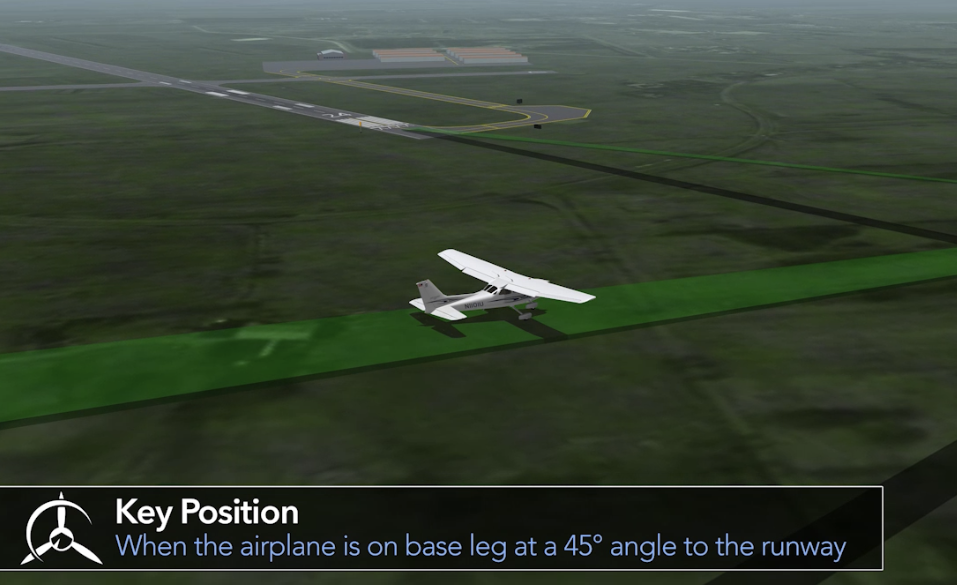 Key Position
When the airplane is on base leg at a 45° angle to the runway